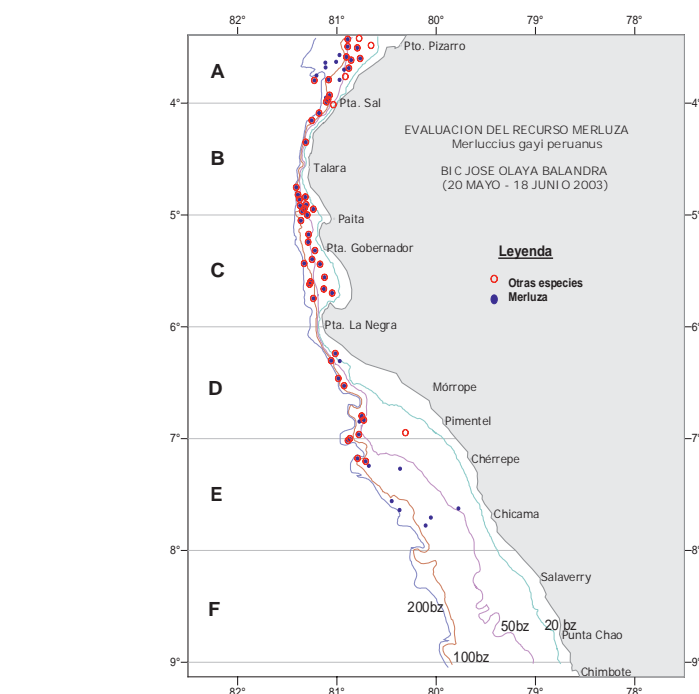 82° 81° 80° 79° 78°
Pto. Pizarro
A
4° Pta. Sal 4°
EVALUACION DEL RECURSO MERLUZA
Merluccius gayi peruanus
B
Talara
BIC JOSE OLAYA BALANDRA
(20 MAYO - 18 JUNIO 2003)
5° Paita 5°
Pta. Gobernador
Leyenda
C
Otras especies
Merluza
6° Pta. La Negra 6°
D
Mórrope
Pimentel
7° 7°
Chérrepe
E
Chicama
8° 8°
Salaverry
F
200bz
50bz 20 bz
Punta Chao
100bz
9° 9°
Chimbote
82° 81° 80° 79° 78°